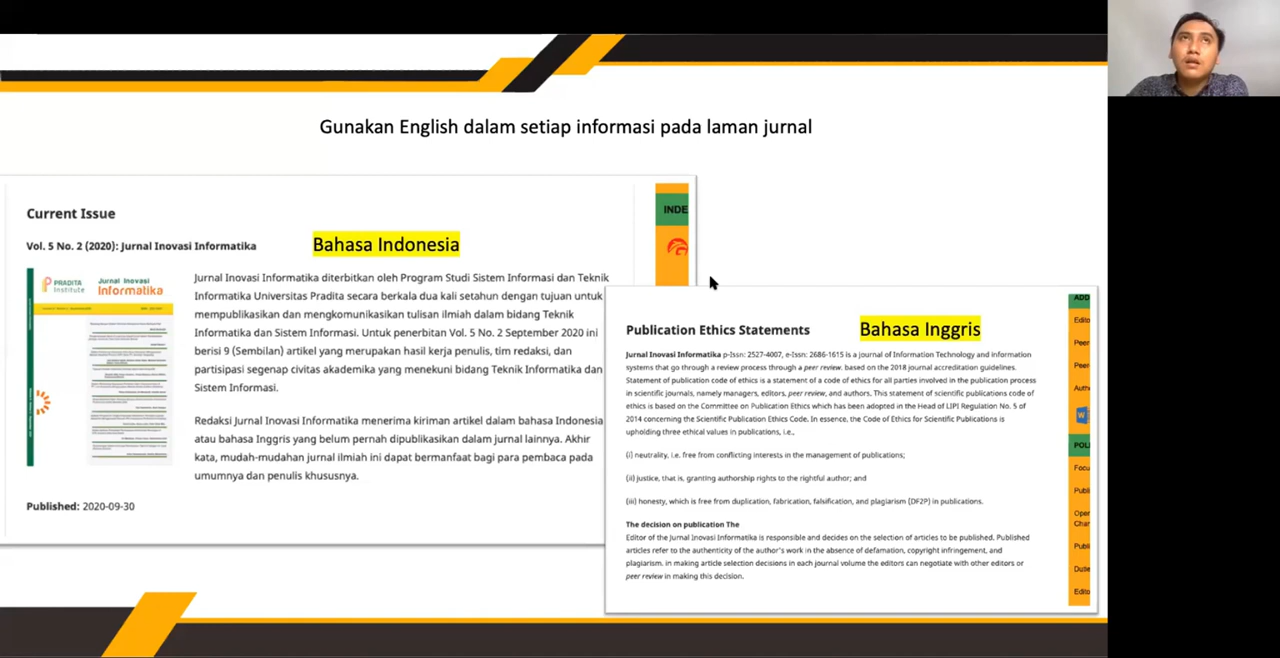 Gunakan English dalam setiap informasi pada laman jurnal
Current Issue
Vol. 5 No. 2 (2020): Jurnal Inovasi Informatika
Bahasa Indonesia
PRADITA
Institute
Jurnal Inovasi
Informatika
Jurnal Inovasi Informatika diterbitkan oleh Program Studi Sistem Informasi dan Teknik
Informatika Universitas Pradita secara berkala dua kali setahun dengan tujuan untuk
mempublikasikan dan mengkomunikasikan tulisan ilmiah dalam bidang Teknik
Informatika dan Sistem Informasi. Untuk penerbitan Vol. 5 No. 2 September 2020 ini
berisi 9 (Sembilan) artikel yang merupakan hasil kerja penulis, tim redaksi, dan
partisipasi segenap civitas akademika yang menekuni bidang Teknik Informatika dan
Sistem Informasi.
Redaksi Jurnal Inovasi Informatika menerima kiriman artikel dalam bahasa Indonesia
atau bahasa Inggris yang belum pernah dipublikasikan dalam jurnal lainnya. Akhir
kata, mudah-mudahan jurnal ilmiah ini dapat bermanfaat bagi para pembaca pada
umumnya dan penulis khususnya.
Published: 2020-09-30
INDE
Publication Ethics Statements
Bahasa Inggris
Jurnal Inovasi Informatika p-Issn: 2527-4007, e-Issn: 2686-1615 is a journal of Information Technology and information
systems that go through a review process through a peer review. based on the 2018 journal accreditation guidelines.
Statement of publication code of ethics is a statement of a code of ethics for all parties involved in the publication process
in scientific journals, namely managers, editors, peer review, and authors. This statement of scientific publications code of
ethics is based on the Committee on Publication Ethics which has been adopted in the Head of LIPI Regulation No. 5 of
2014 concerning the Scientific Publication Ethics Code. In essence, the Code of Ethics for Scientific Publications is
upholding three ethical values in publications, i.e.,
(i) neutrality, i.e. free from conflicting interests in the management of publications;
(ii) justice, that is, granting authorship rights to the rightful author; and
(iii) honesty, which is free from duplication, fabrication, falsification, and plagiarism (DF2P) in publications.
The decision on publication The
Editor of the Jurnal Inovasi Informatika is responsible and decides on the selection of articles to be published. Published
articles refer to the authenticity of the author's work in the absence of defamation, copyright infringement, and
plagiarism. in making article selection decisions in each journal volume the editors can negotiate with other editors or
peer review in making this decision.
ADD
Edito
Peer
Peer
Auth
POLI
Focu
Publi
Open
Char
Publi
Dutie
Edito